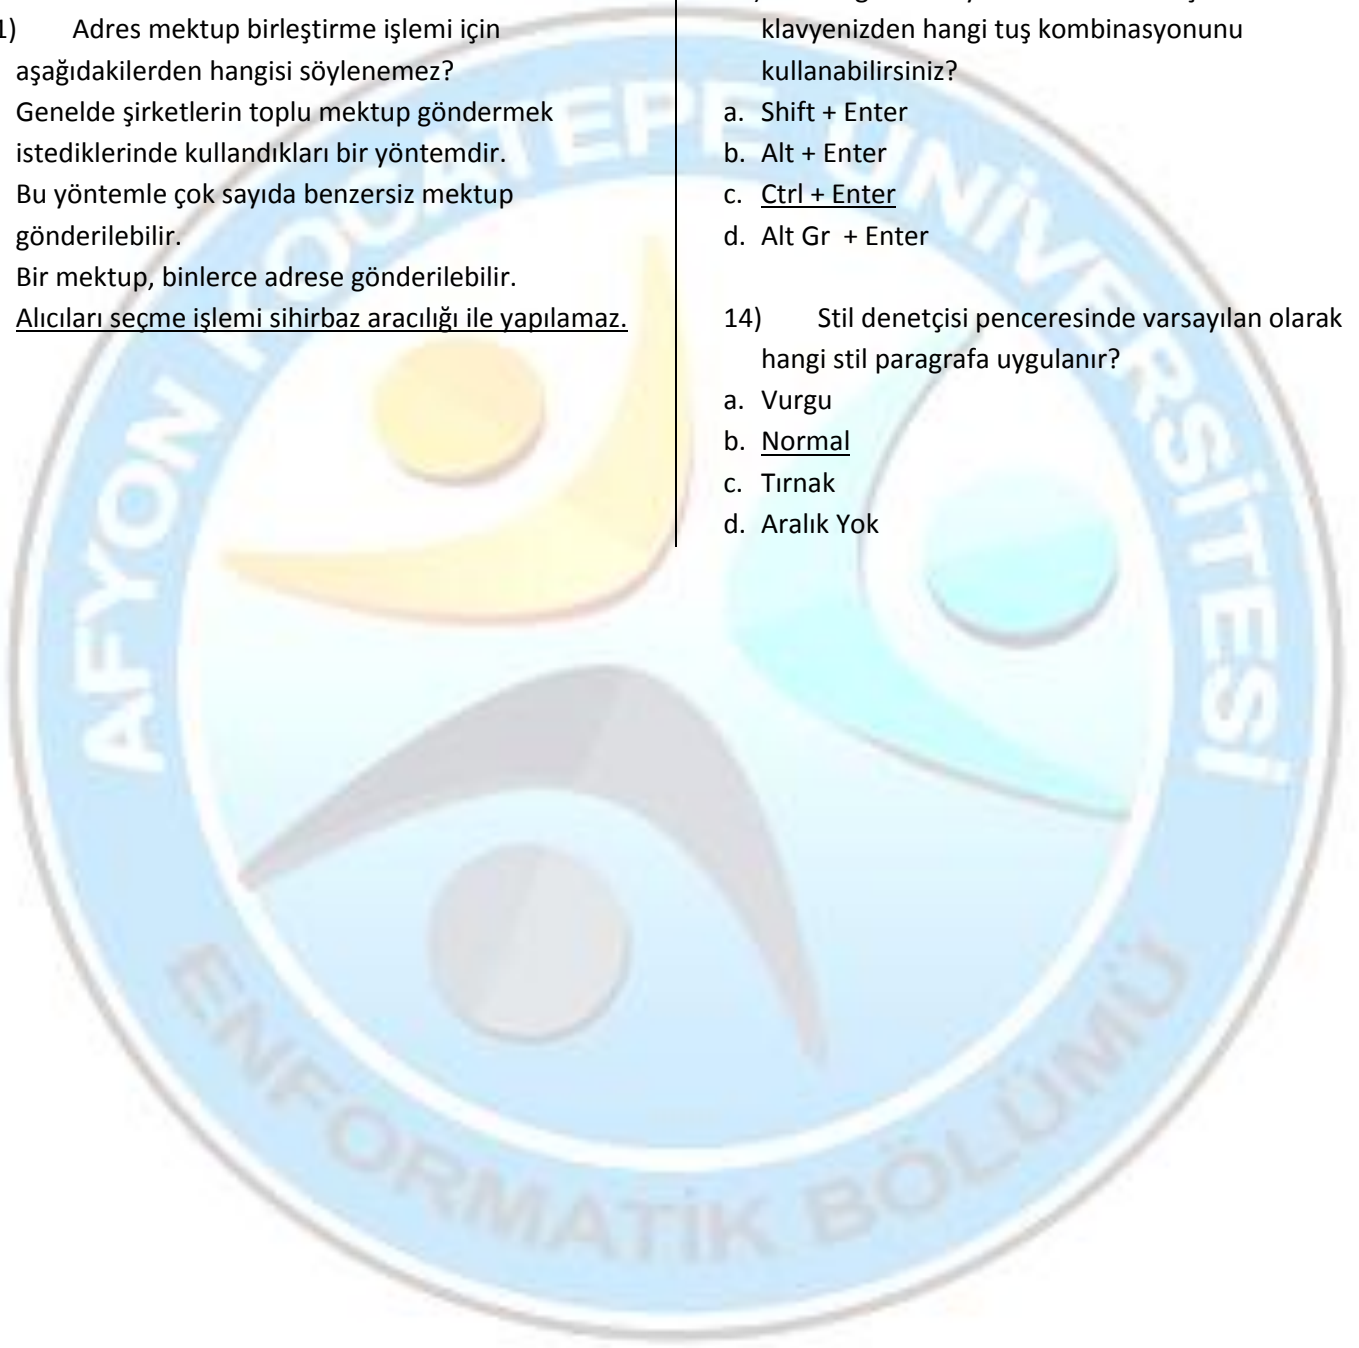 1) Adres mektup birleştirme işlemi için
aşağıdakilerden hangisi söylenemez?
Genelde şirketlerin toplu mektup göndermek
istediklerinde kullandıkları bir yöntemdir.
Bu yöntemle çok sayıda benzersiz mektup
gönderilebilir.
Bir mektup, binlerce adrese gönderilebilir.
Alıcıları seçme işlemi sihirbaz aracılığı ile yapılamaz.
klavyenizden hangi tuş kombinasyonunu
kullanabilirsiniz?
a. Shift + Enter
b. Alt + Enter
c. Ctrl + Enter
d. Alt Gr + Enter
14) Stil denetçisi penceresinde varsayılan olarak
hangi stil paragrafa uygulanır?
a. Vurgu
b. Normal
c. Tırnak
d. Aralık Yok
AFYON KOCATEPE ÜNİVERSİTESİ
ENFORMATİK BÖLÜMÜ